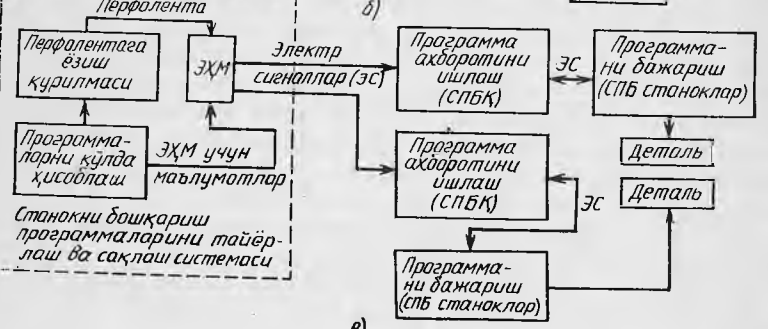 Перфолента
б)
Перфолентага
ёзиш
қурилмаси
ЭҲМ
Электр
сигналлар (ЭС)
Программа
ахборотини
ишлаш
(СПБҚ)
ЭС
Программа-
ни бажариш
(СПБ станоклар)
Программа-
ларни қўлда
ҳисоблаш
ЭҲМ учун
маълумотлар
Программа
ахборотини
ишлаш
(СПБҚ)
ЭС
Деталь
Деталь
Станокни бошқариш
программаларини тайёр-
лаш ва сақлаш системаси
Программа-
ни бажариш
(СПБ станоклар)
в)